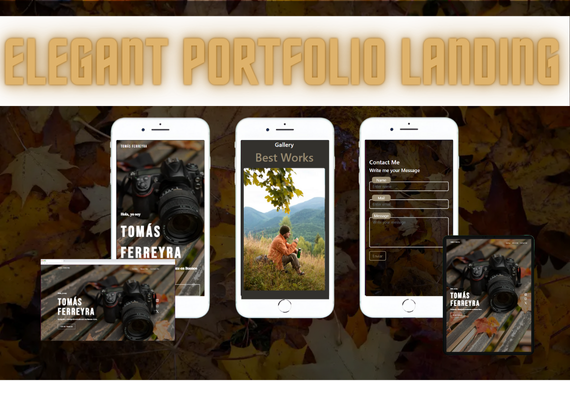 ELEGANT PORTFOLIO LANDING
TOMÁS FERREYRA
Hola, yo soy
TOMÁS
FERREYRA
Gallery
Best Works
Contact Me
Write me your Message
Name
Mail
Message
TOMÁS
FERREYRA
TOMÁS
FERREYRA